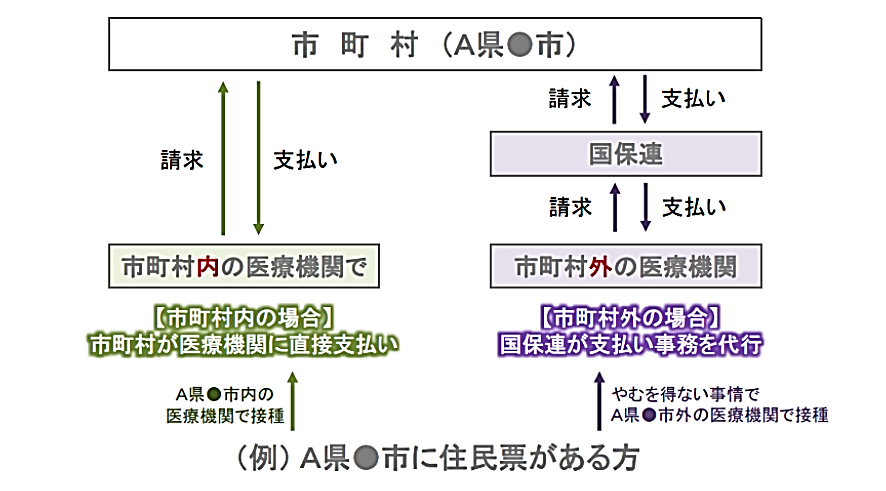 市 町 村 （A県●市）
請求
支払い
請求
支払い
国保連
請求
支払い
市町村内の医療機関で
市町村外の医療機関
【市町村内の場合】
市町村が医療機関に直接支払い
【市町村外の場合】
国保連が支払い事務を代行
A県●市内の
医療機関で接種
やむを得ない事情で
A県●市外の医療機関で接種
（例）A県●市に住民票がある方